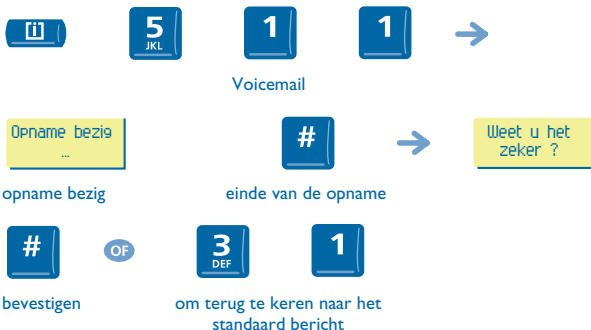 [i] 5 JKL 1 1
Voicemail
Opname bezig
...
# Weet u het
zeker ?
opname bezig einde van de opname
# OF 3 DEF 1
bevestigen om terug te keren naar het
standaard bericht